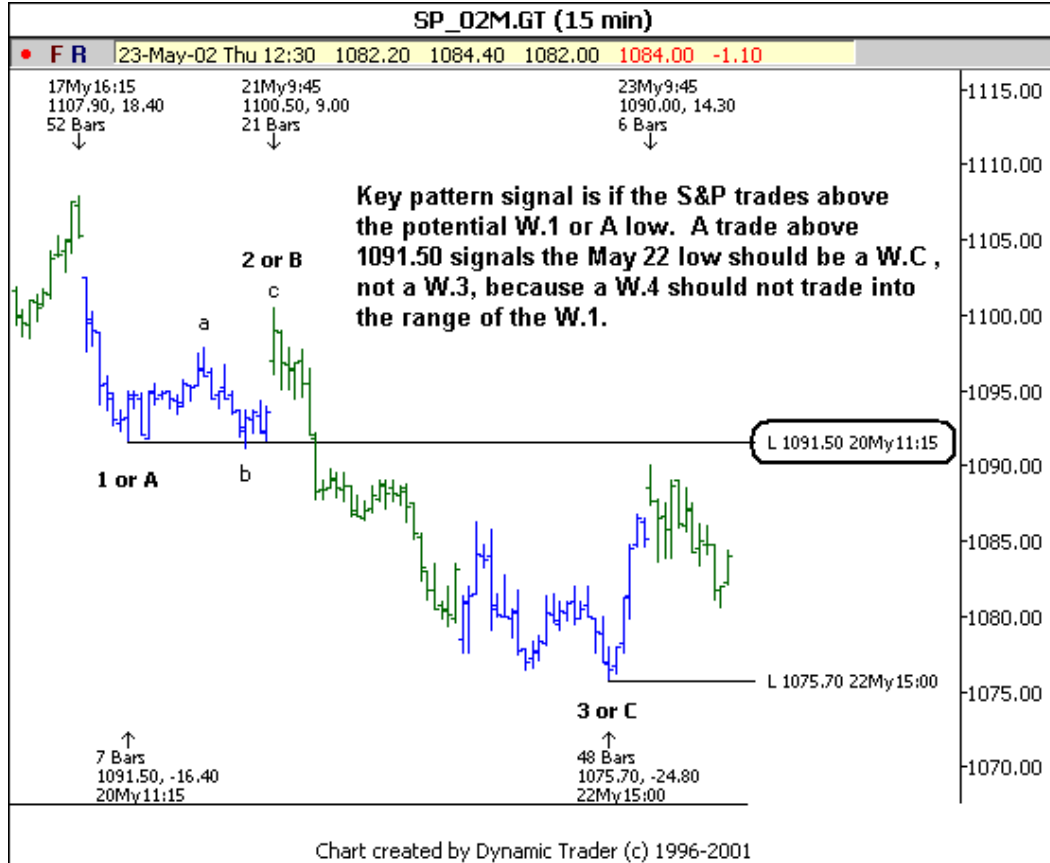 SP_02M.GT (15 min)
F R 23-May-02 Thu 12:30 1082.20 1084.40 1082.00 1084.00 -1.10
17My16:15
1107.90, 18.40
52 Bars
21My9:45
1100.50, 9.00
21 Bars
23My9:45
1090.00, 14.30
6 Bars
Key pattern signal is if the S&P trades above
the potential W.1 or A low. A trade above
1091.50 signals the May 22 low should be a W.C ,
not a W.3, because a W.4 should not trade into
the range of the W.1.
2 or B
c
a
b
1 or A
3 or C
L 1091.50 20My11:15
L 1075.70 22My15:00
7 Bars
1091.50, -16.40
20My11:15
48 Bars
1075.70, -24.80
22My15:00
1115.00
1110.00
1105.00
1100.00
1095.00
1090.00
1085.00
1080.00
1075.00
1070.00
Chart created by Dynamic Trader (c) 1996-2001